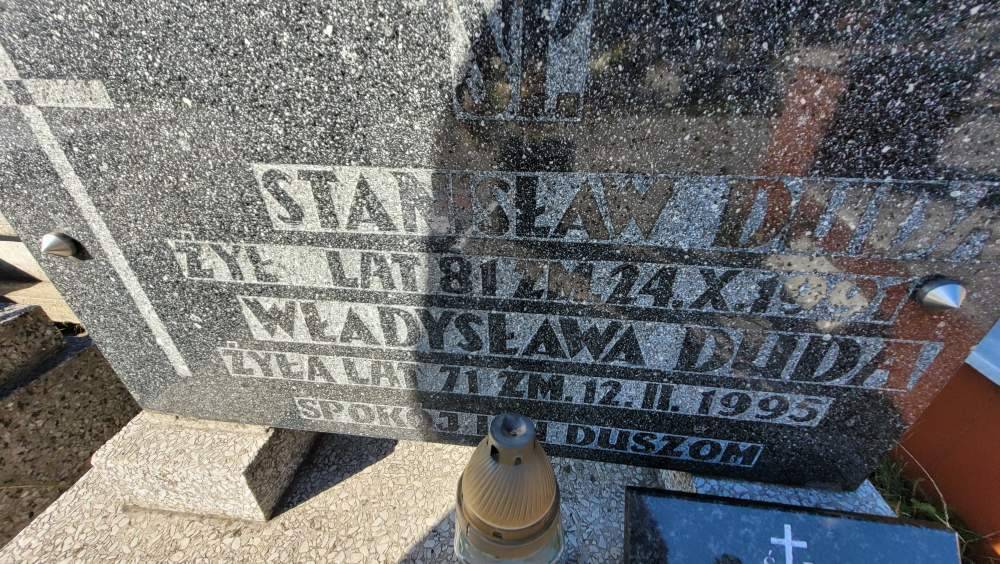 STANISŁAW DUDA
ŻYŁ LAT 81 ZM. 24.X.1991
WŁADYSŁAWA DUDA
ŻYŁA LAT 71 ZM. 12.II.1995
SPOKÓJ ICH DUSZOM